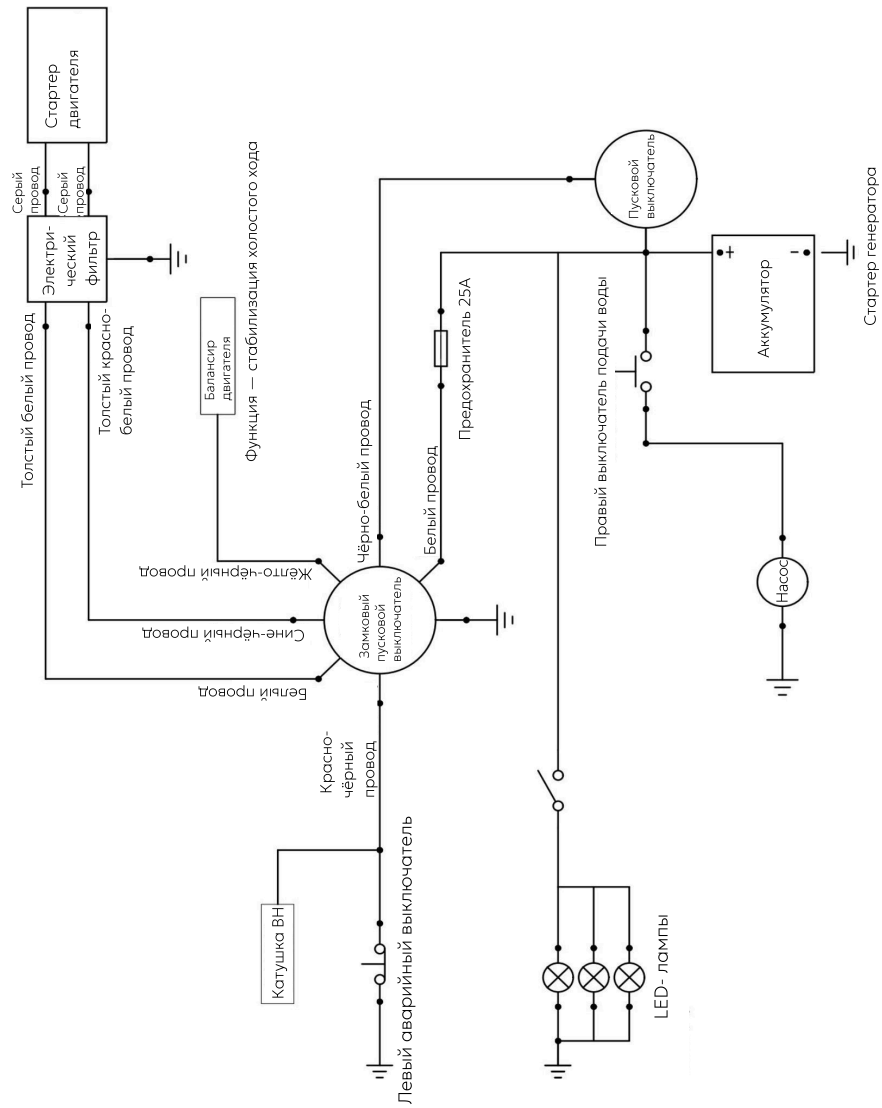 Стартер
двигателя
Серый
провод
Серый
провод
Электри-
ческий
фильтр
Толстый белый провод
Толстый красно-
белый провод
Балансир
двигателя
Функция — стабилизация холостого хода
Пусковой
выключатель
Стартер генератора
Аккумулятор
+
-
Предохранитель 25А
Правый выключатель подачи воды
Чёрно-белый провод
Белый провод
Жёлто-чёрный провод
Сине-чёрный провод
Белый провод
Замковый
пусковой
выключатель
Насос
Красно-
чёрный
провод
Катушка ВН
Левый аварийный выключатель
LED- лампы